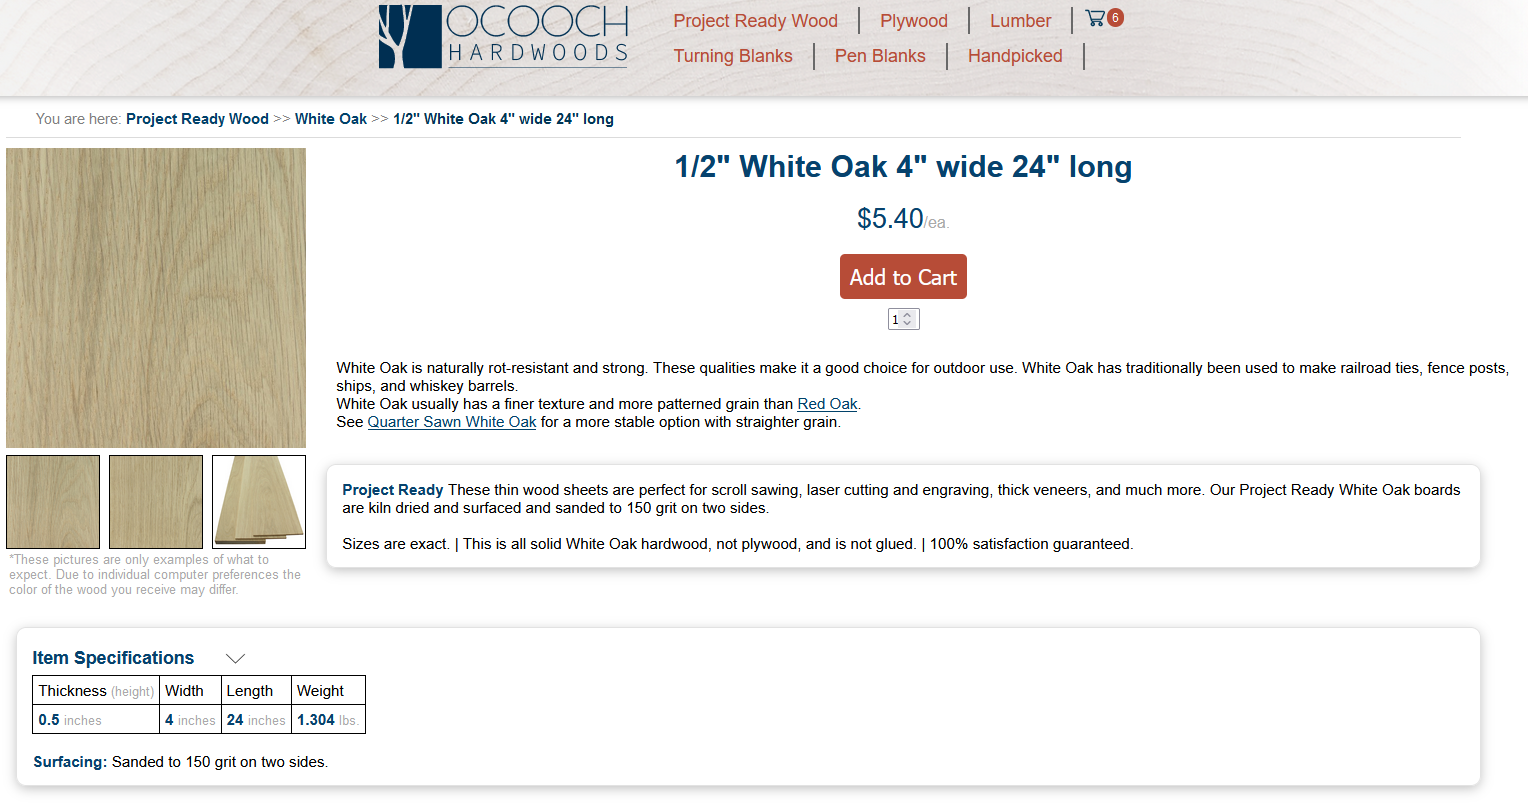 OCOOCH
HARDWOODS
Project Ready Wood
Plywood
Lumber
6
Turning Blanks
Pen Blanks
Handpicked
You are here: Project Ready Wood >> White Oak >> 1/2" White Oak 4" wide 24" long
1/2" White Oak 4" wide 24" long
$5.40/ea.
Add to Cart
1
White Oak is naturally rot-resistant and strong. These qualities make it a good choice for outdoor use. White Oak has traditionally been used to make railroad ties, fence posts,
ships, and whiskey barrels.
White Oak usually has a finer texture and more patterned grain than Red Oak.
See Quarter Sawn White Oak for a more stable option with straighter grain.
Project Ready These thin wood sheets are perfect for scroll sawing, laser cutting and engraving, thick veneers, and much more. Our Project Ready White Oak boards
are kiln dried and surfaced and sanded to 150 grit on two sides.
Sizes are exact. | This is all solid White Oak hardwood, not plywood, and is not glued. | 100% satisfaction guaranteed.
*These pictures are only examples of what to
expect. Due to individual computer preferences the
color of the wood you receive may differ.
Item Specifications
Thickness (height) Width Length Weight
0.5 inches 4 inches 24 inches 1.304 lbs.
Surfacing: Sanded to 150 grit on two sides.